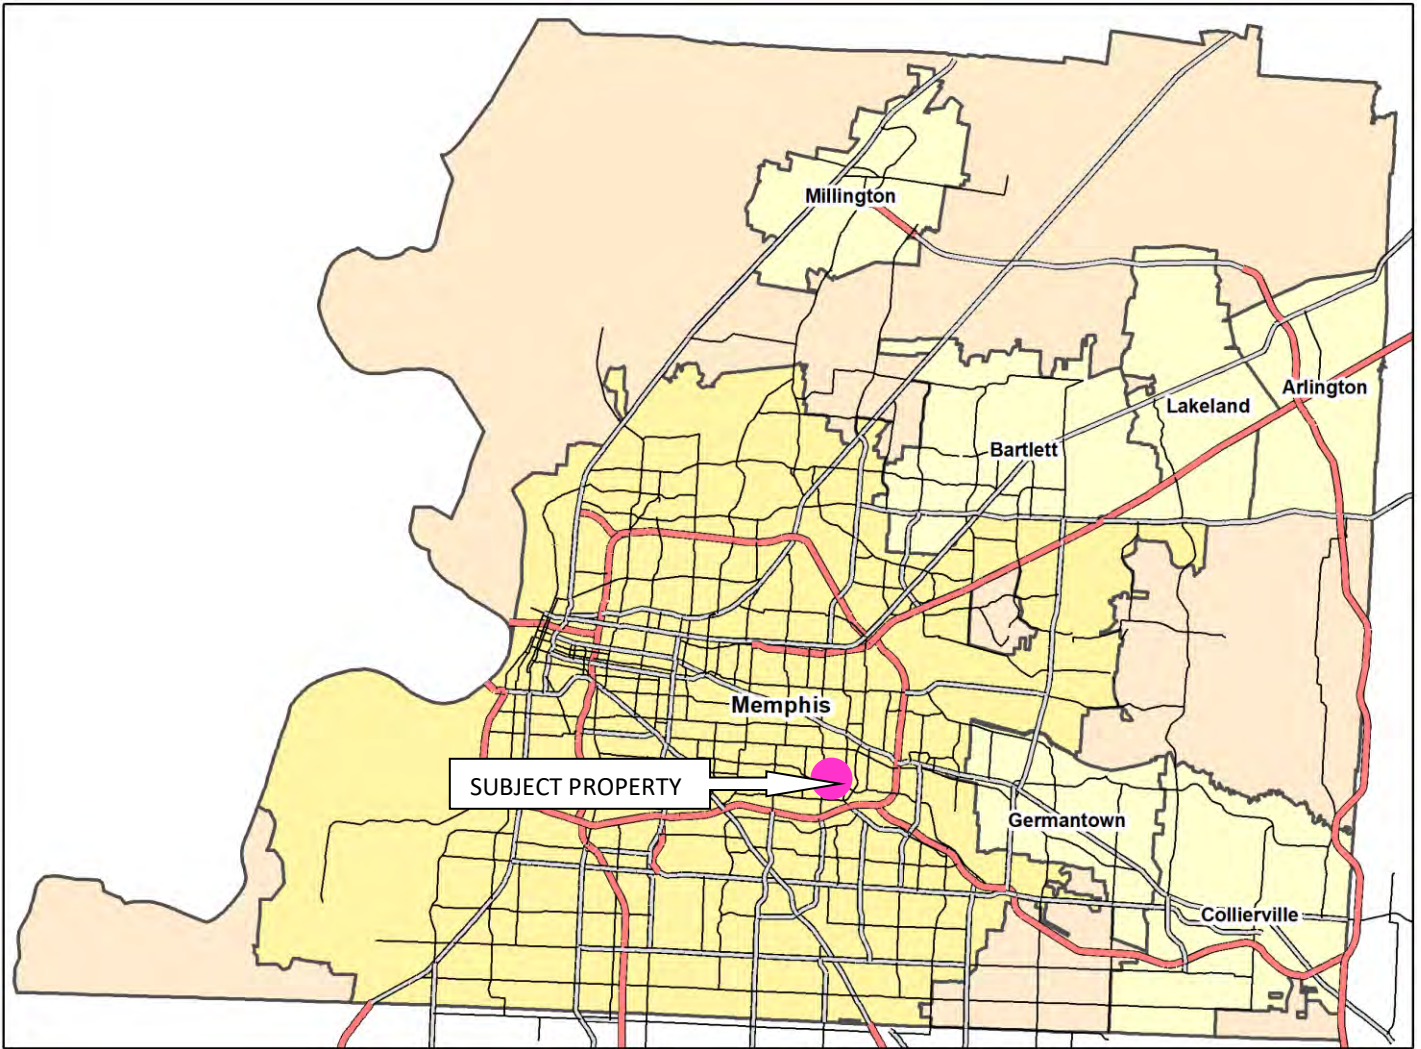 Millington
Arlington
Lakeland
Bartlett
Memphis
SUBJECT PROPERTY
Germantown
Collierville